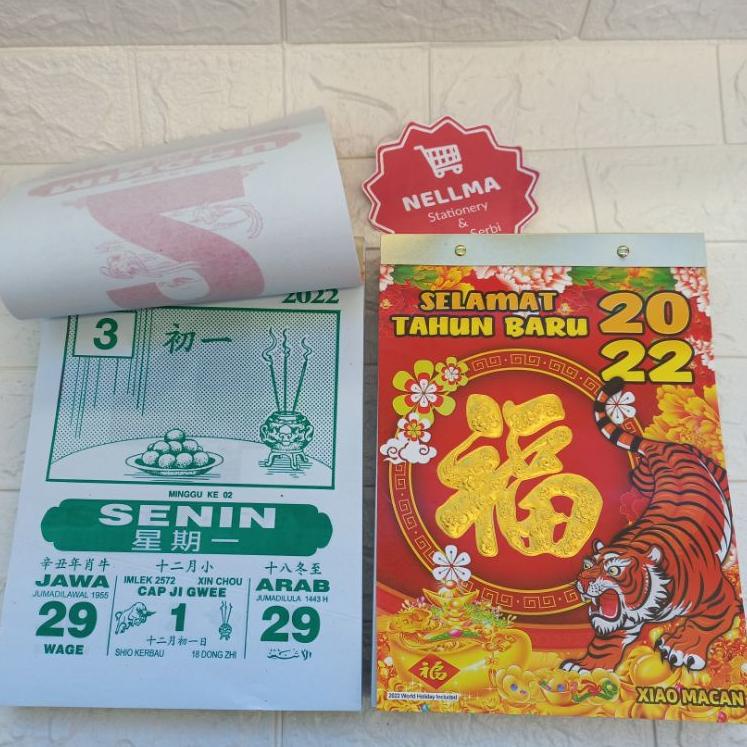 NELLMA
Stationery
&
Serbi
2022
3
初一
MINGGU KE 02
SENIN
星期一
辛丑年肖牛
JAWA
JUMADILAWAL 1955
29
WAGE
十二月小
IMLEK 2572 XIN CHOU
CAP JI GWEE
1
十二月初一日
SHIO KERBAU 18 DONG ZHI
十八冬至
ARAB
JUMADILULA 1443 H
29
SELAMAT
TAHUN BARU
20
22
福
福
2022 World Holiday Included
XIAO MACAN